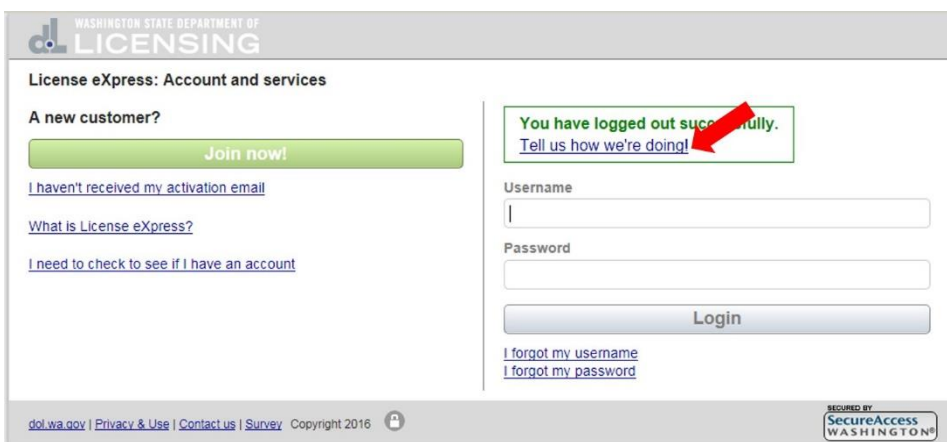 WASHINGTON STATE DEPARTMENT OF
LICENSING
License eXpress: Account and services
A new customer?
Join now!
I haven't received my activation email
What is License eXpress?
I need to check to see if I have an account
You have logged out successfully.
Tell us how we're doing!
Username
Password
Login
I forgot my username
I forgot my password
dol.wa.gov | Privacy & Use | Contact us | Survey Copyright 2016
SECURED BY
SecureAccess
WASHINGTON®